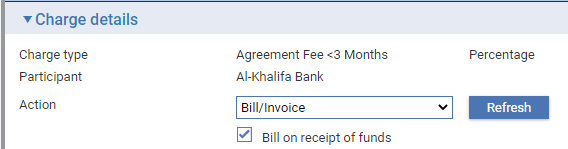 Charge details
Charge type Agreement Fee <3 Months Percentage
Participant Al-Khalifa Bank
Action Bill/Invoice Refresh
Bill on receipt of funds